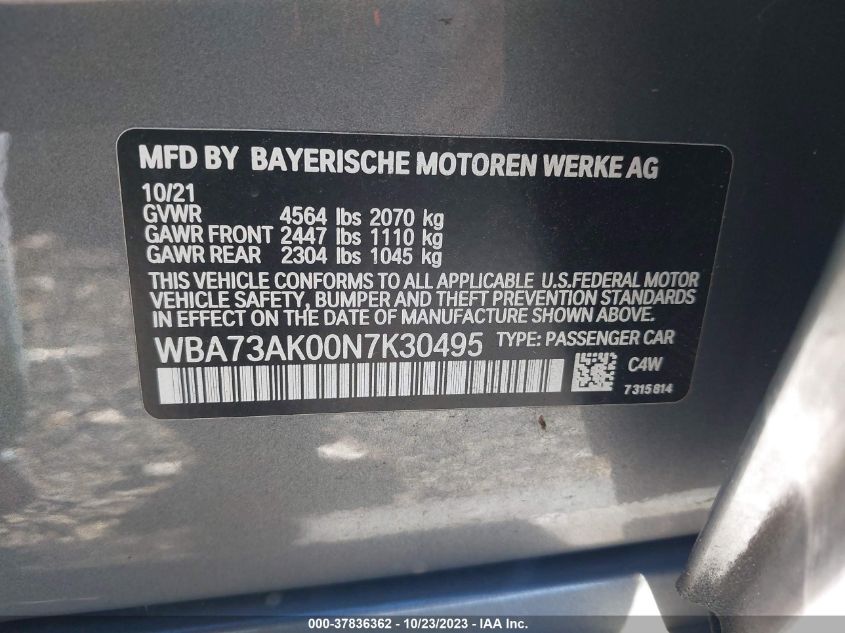 MFD BY BAYERISCHE MOTOREN WERKE AG
10/21
GVWR 4564 lbs 2070 kg
GAWR FRONT 2447 lbs 1110 kg
GAWR REAR 2304 lbs 1045 kg
THIS VEHICLE CONFORMS TO ALL APPLICABLE U.S.FEDERAL MOTOR
VEHICLE SAFETY, BUMPER AND THEFT PREVENTION STANDARDS
IN EFFECT ON THE DATE OF MANUFACTURE SHOWN ABOVE.
WBA73AK00N7K30495 TYPE: PASSENGER CAR
C4W
7315814
000-37836362 - 10/23/2023 - IAA Inc.